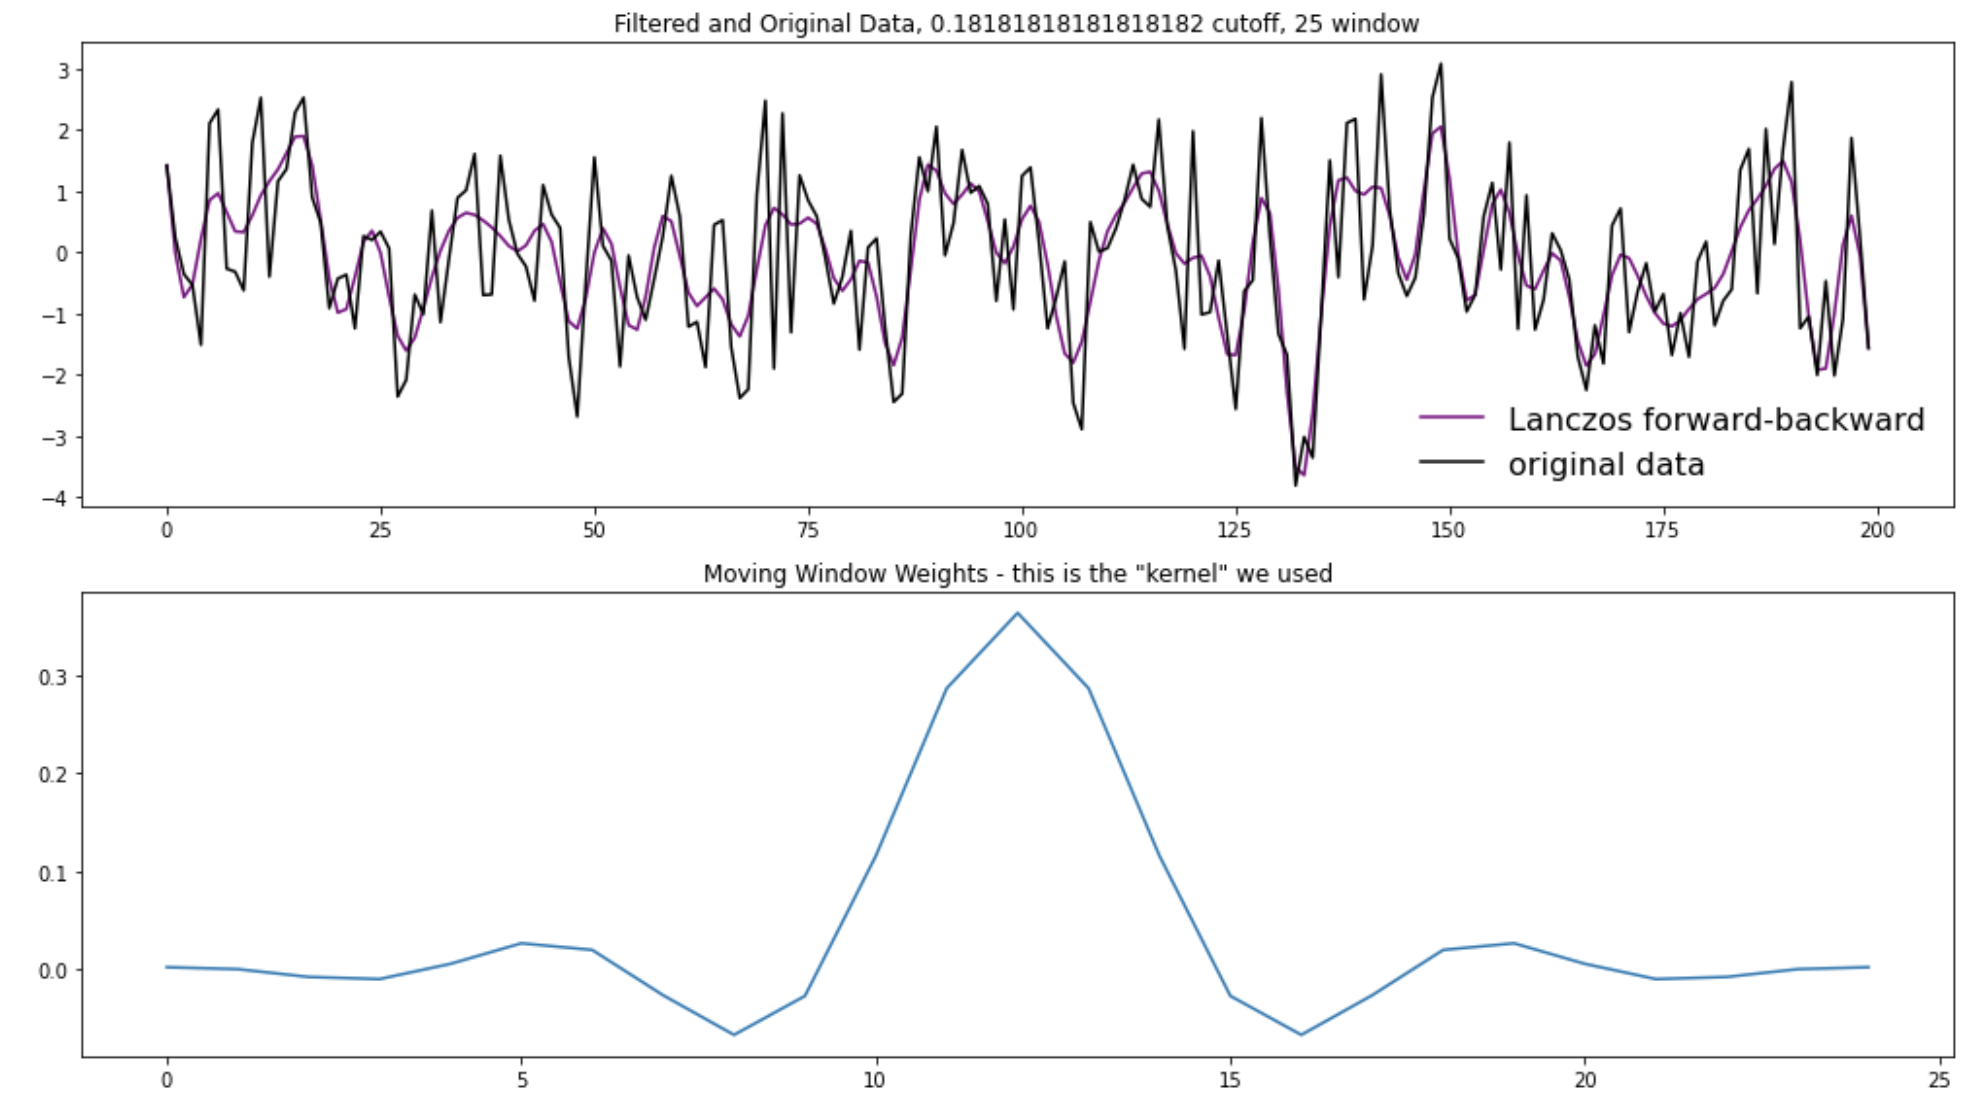 Filtered and Original Data, 0.18181818181818182 cutoff, 25 window
3
2
1
0
−1
−2
−3
−4
Lanczos forward-backward
original data
0 25 50 75 100 125 150 175 200
Moving Window Weights - this is the "kernel" we used
0.3
0.2
0.1
0.0
0 5 10 15 20 25